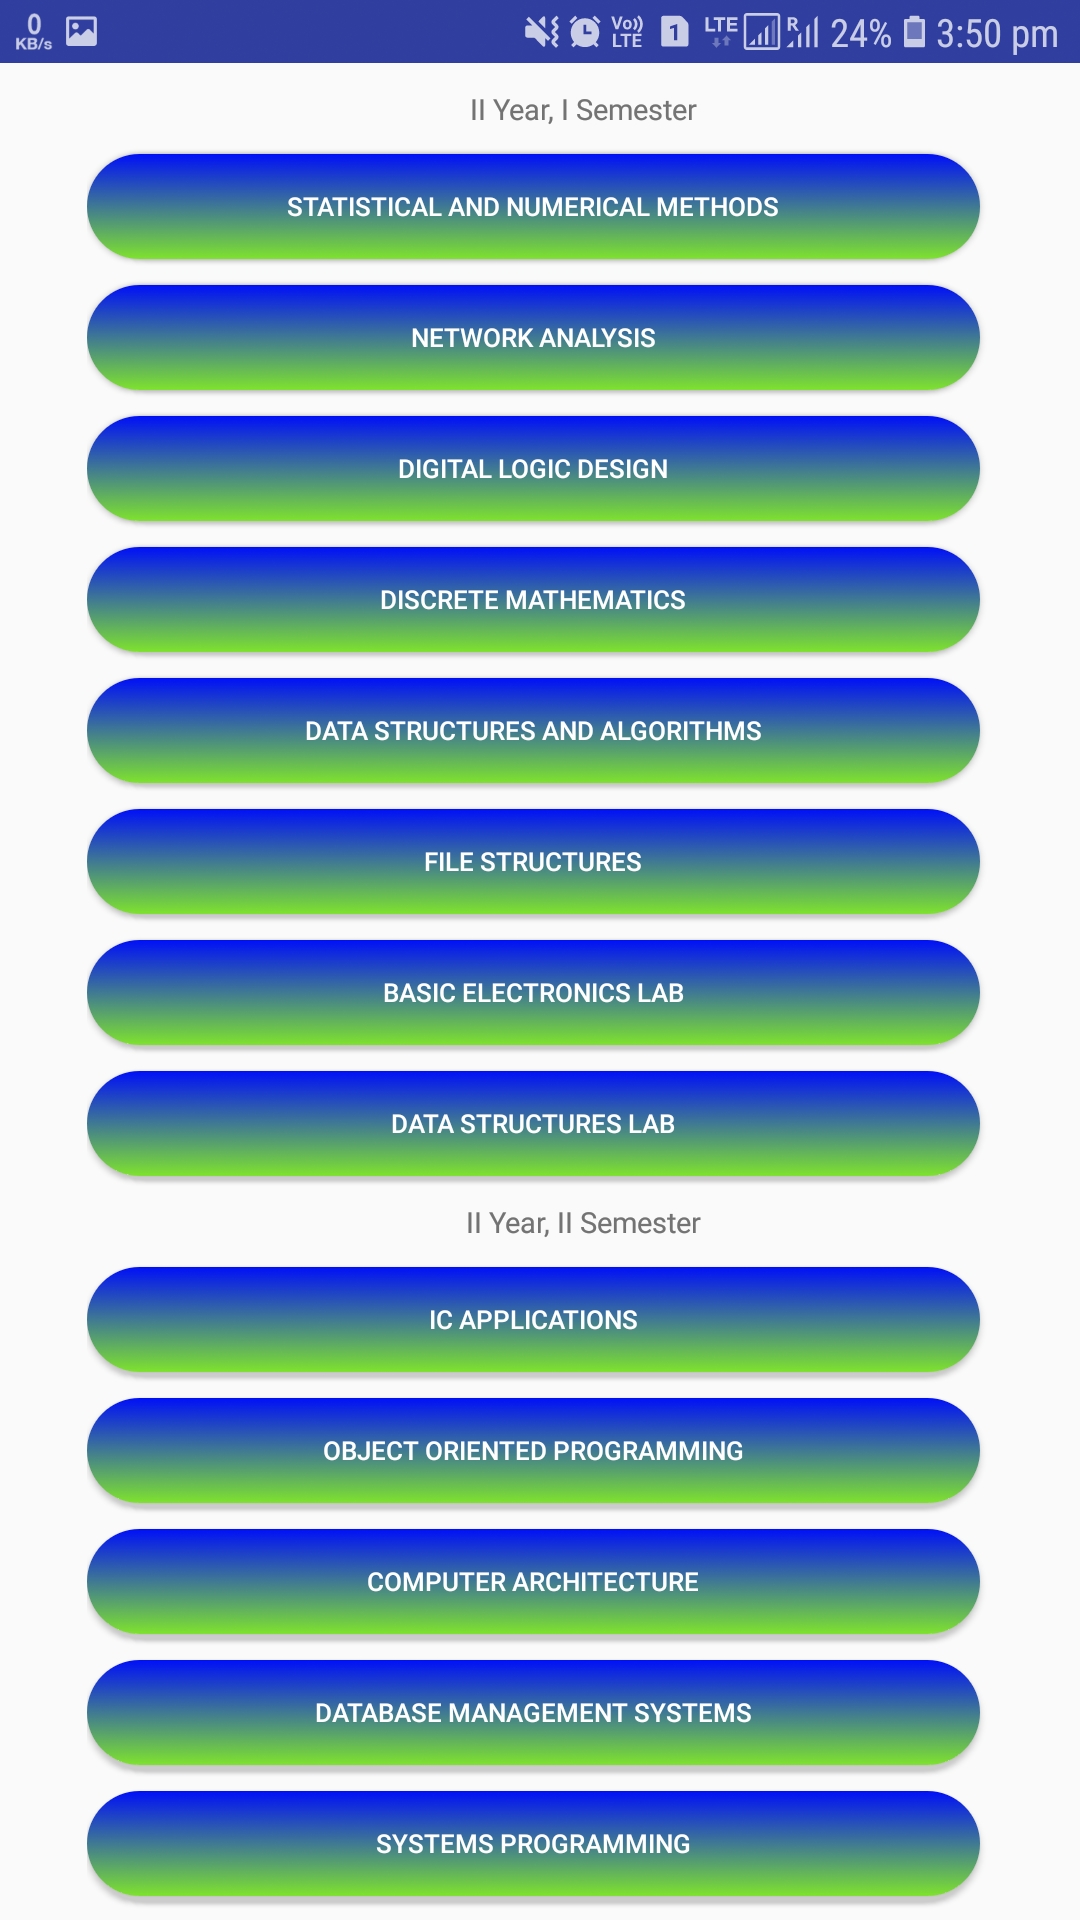 0
KB/s
Vo))
LTE
1
LTE
R
24%
3:50 pm
II Year, I Semester
STATISTICAL AND NUMERICAL METHODS
NETWORK ANALYSIS
DIGITAL LOGIC DESIGN
DISCRETE MATHEMATICS
DATA STRUCTURES AND ALGORITHMS
FILE STRUCTURES
BASIC ELECTRONICS LAB
DATA STRUCTURES LAB
II Year, II Semester
IC APPLICATIONS
OBJECT ORIENTED PROGRAMMING
COMPUTER ARCHITECTURE
DATABASE MANAGEMENT SYSTEMS
SYSTEMS PROGRAMMING